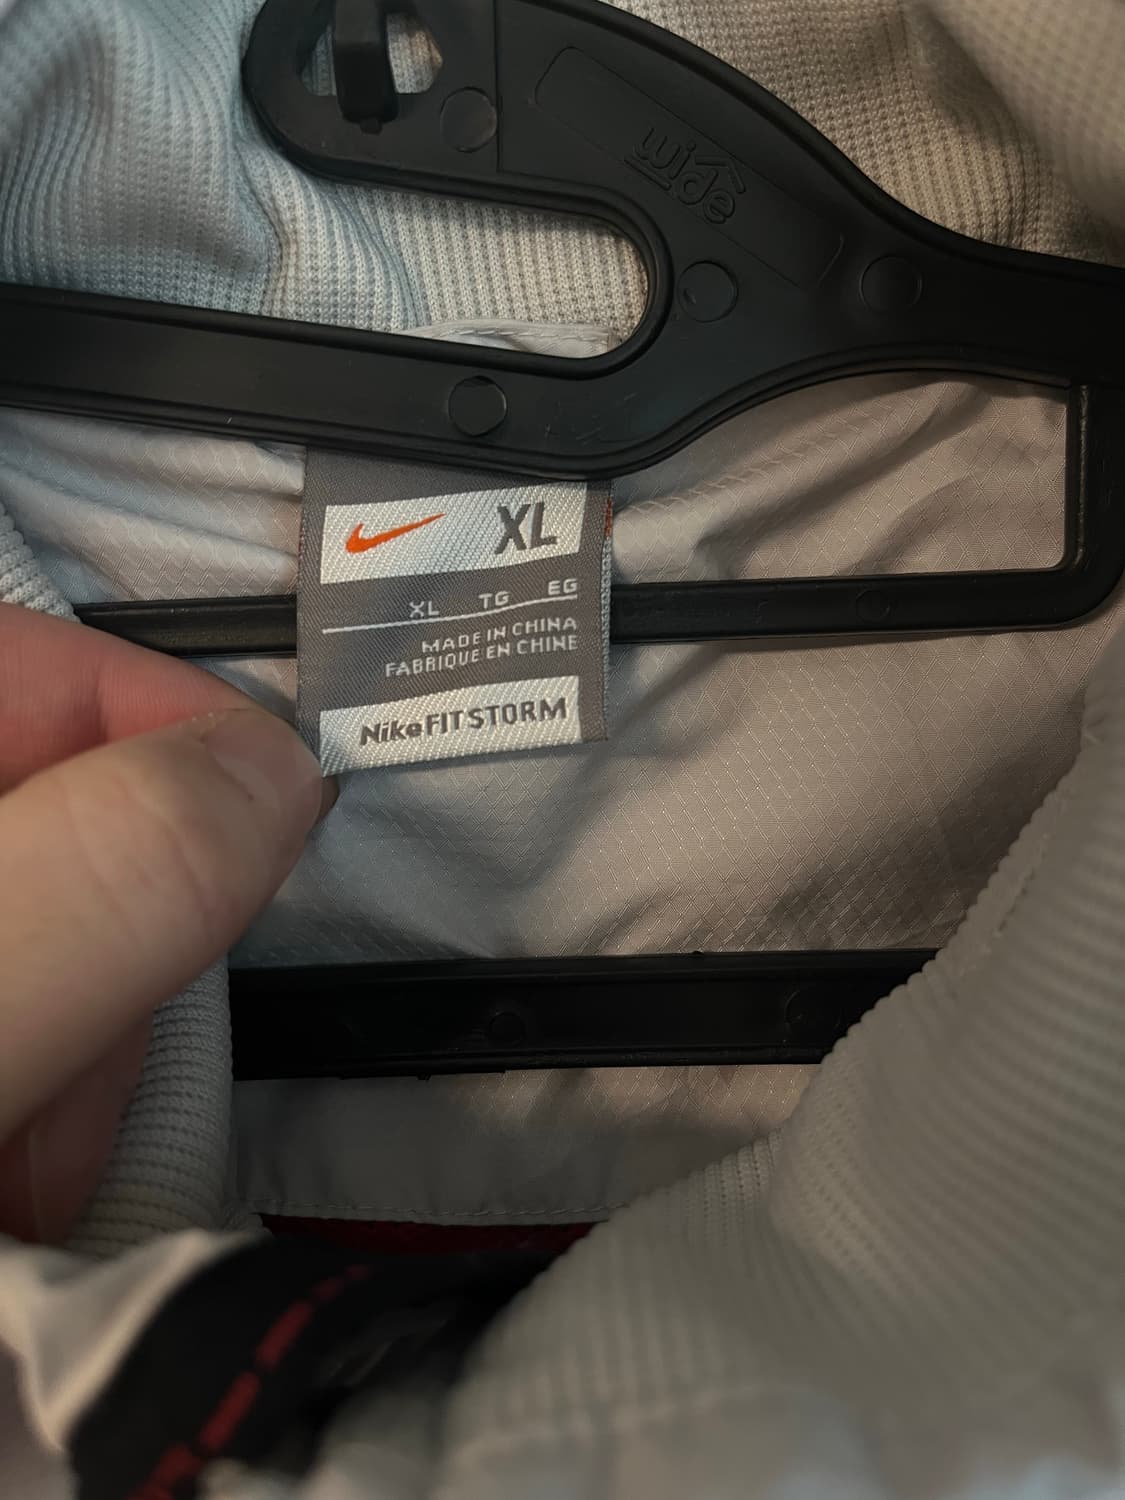 wide
XL
XL TG EG
MADE IN CHINA
FABRIQUE EN CHINE
NikeFITSTORM